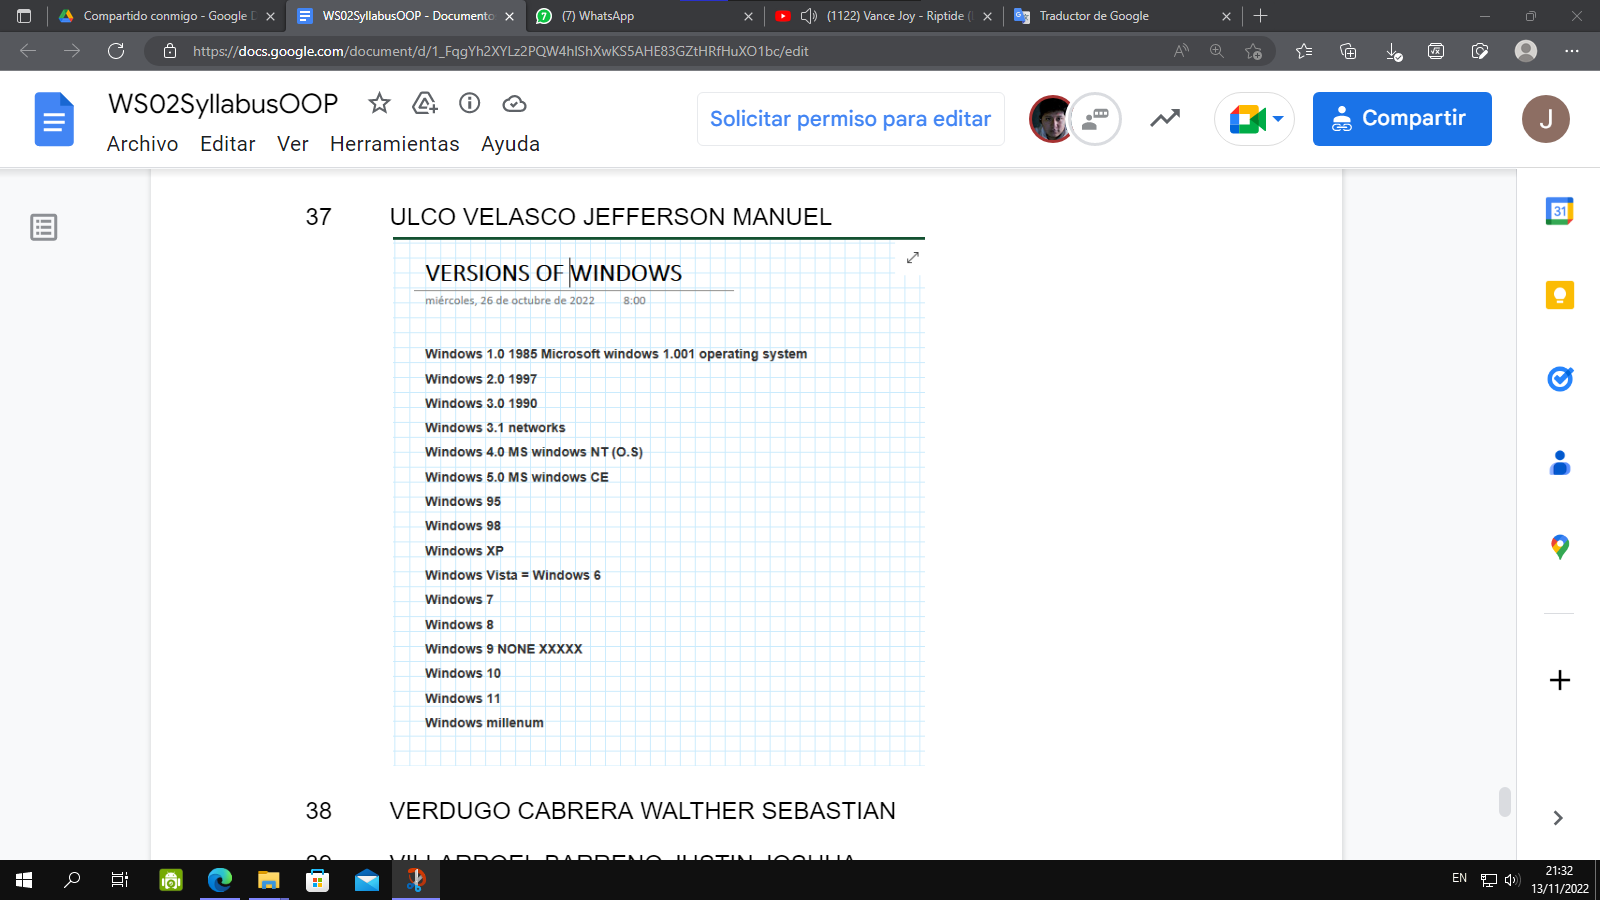 Compartido conmigo - Google D
WS02SyllabusOOP - Documento
(7) WhatsApp
(1122) Vance Joy - Riptide (
Traductor de Google
https://docs.google.com/document/d/1_FqgYh2XYLz2PQW4hlShXwKS5AHE83GZtHRfHuXO1bc/edit
WS02SyllabusOOP
Archivo Editar Ver Herramientas Ayuda
Solicitar permiso para editar
Compartir
J
31
37 ULCO VELASCO JEFFERSON MANUEL
VERSIONS OF WINDOWS
miércoles, 26 de octubre de 2022 8:00
Windows 1.0 1985 Microsoft windows 1.001 operating system
Windows 2.0 1997
Windows 3.0 1990
Windows 3.1 networks
Windows 4.0 MS windows NT (O.S)
Windows 5.0 MS windows CE
Windows 95
Windows 98
Windows XP
Windows Vista = Windows 6
Windows 7
Windows 8
Windows 9 NONE XXXXX
Windows 10
Windows 11
Windows millenum
38 VERDUGO CABRERA WALTHER SEBASTIAN
39 VILLARROEL BARRENO JUSTIN JOSHUA
EN
21:32
13/11/2022